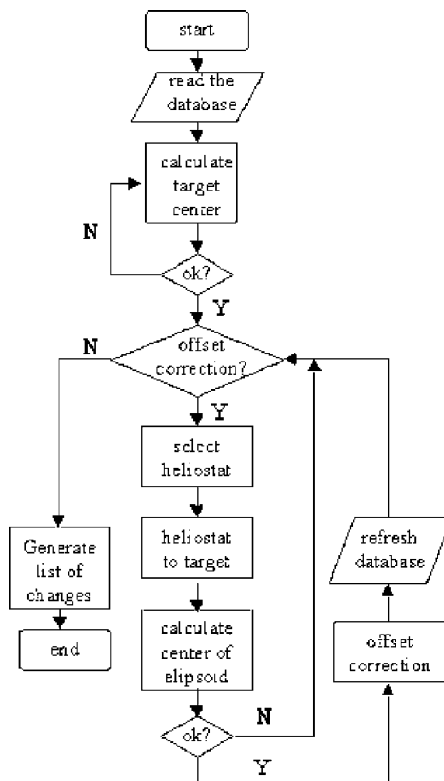 start
read the
database
calculate
target
center
N
ok?
Y
N
offset
correction?
Y
select
heliostat
heliostat
to target
Generate
list of
changes
refresh
database
end
calculate
center of
elipsoid
offset
correction
N
ok?
Y